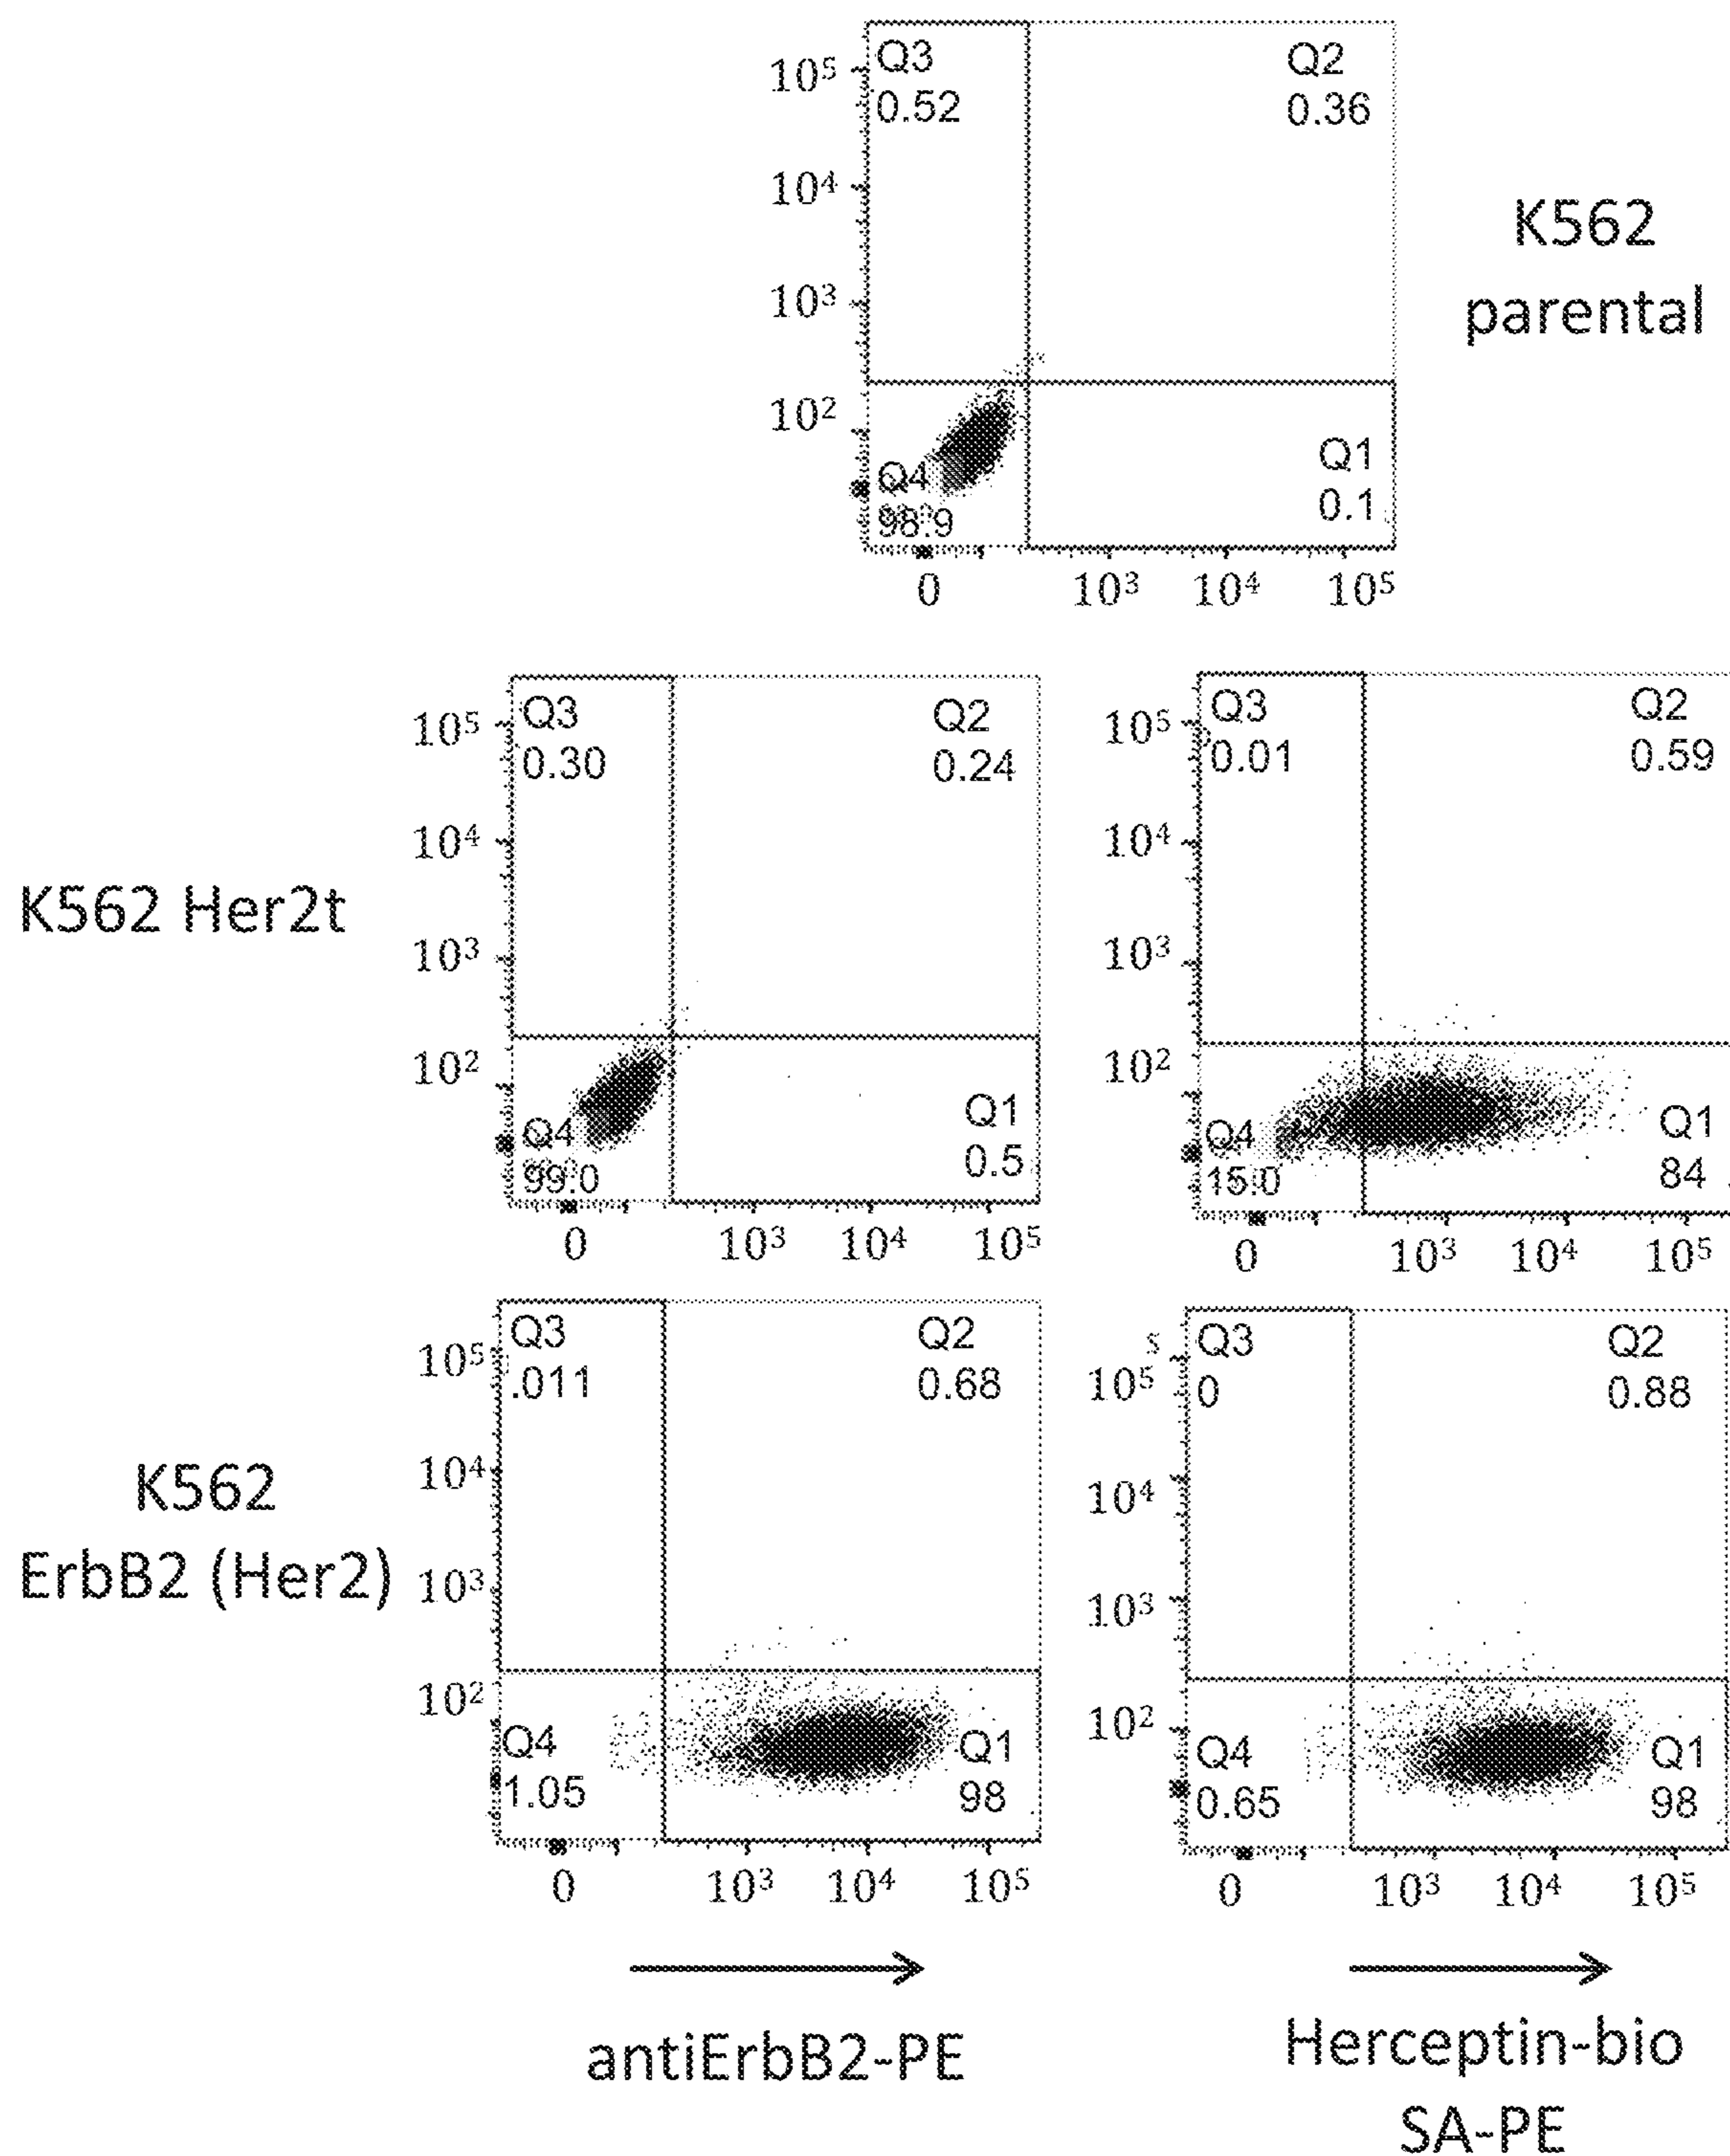 Q3
0.52
Q2
0.36
Q4
98.9
Q1
0.1
10⁵
10⁴
10³
10²
0
10³
10⁴
10⁵
K562
parental
K562 Her2t
Q3
0.30
Q2
0.24
Q4
99.0
Q1
0.5
10⁵
10⁴
10³
10²
0
10³
10⁴
10⁵
Q3
0.01
Q2
0.59
Q4
15.0
Q1
84
10⁵
10⁴
10³
10²
0
10³
10⁴
10⁵
K562
ErbB2 (Her2)
Q3
.011
Q2
0.68
Q4
1.05
Q1
98
10⁵
10⁴
10³
10²
0
10³
10⁴
10⁵
s
Q3
0
Q2
0.88
Q4
0.65
Q1
98
10⁵
10⁴
10³
10²
0
10³
10⁴
10⁵
antiErbB2-PE
Herceptin-bio
SA-PE